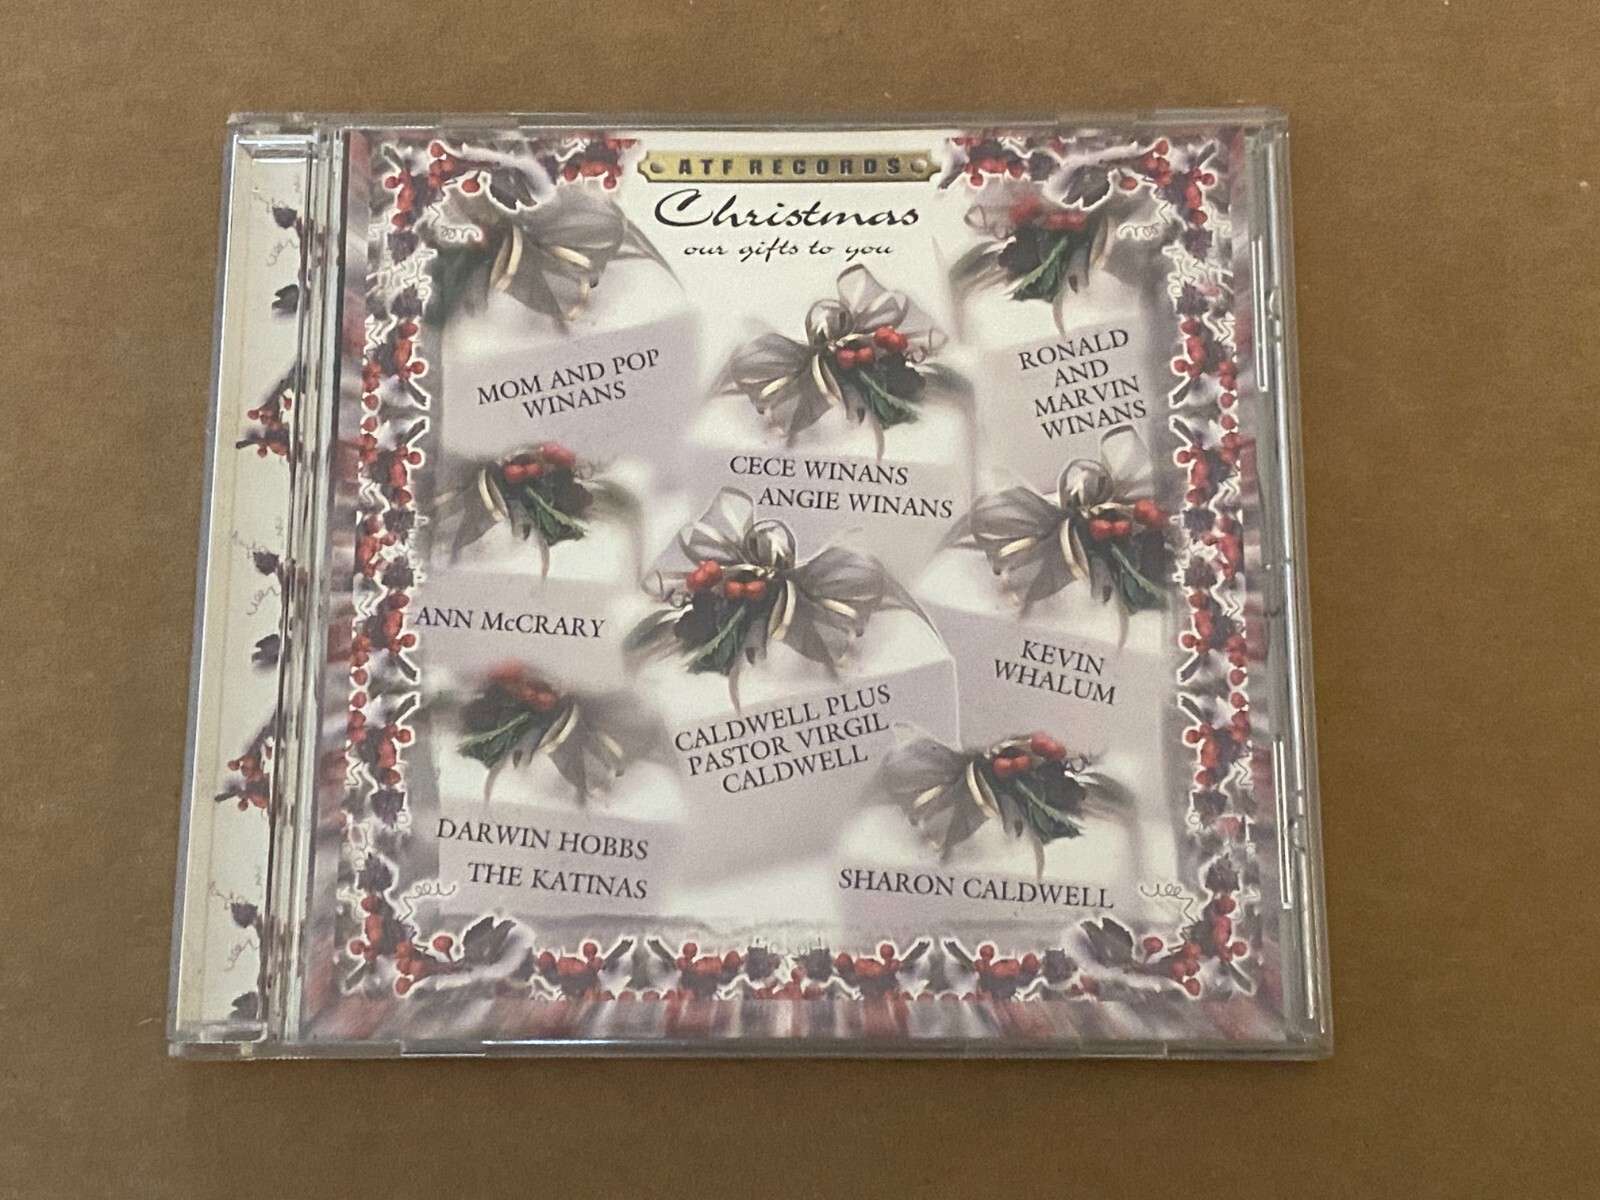 ATF RECORDS
Christmas
our gifts to you
MOM AND POP
WINANS
RONALD
AND
MARVIN
WINANS
CECE WINANS
ANGIE WINANS
ANN McCRARY
KEVIN
WHALUM
CALDWELL PLUS
PASTOR VIRGIL
CALDWELL
DARWIN HOBBS
THE KATINAS
SHARON CALDWELL